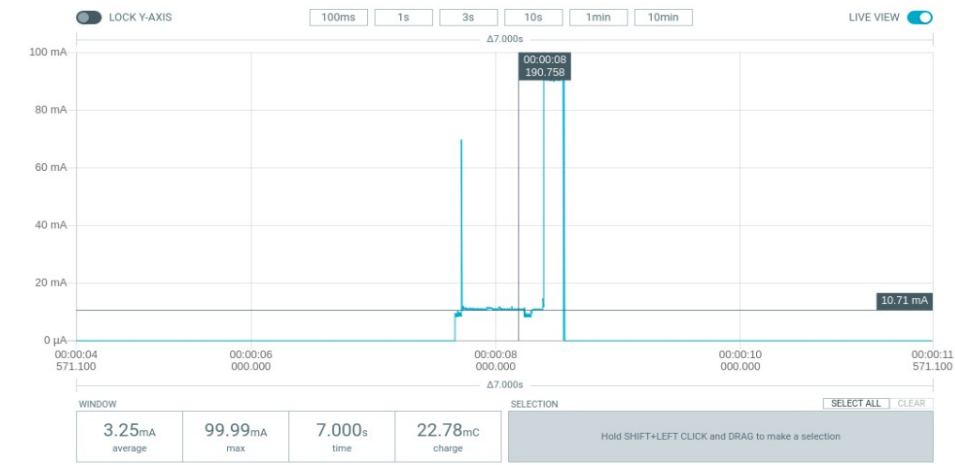 LOCK Y-AXIS
100ms 1s 3s 10s 1min 10min
LIVE VIEW
Δ7.000s
100 mA
00:00:08
190.758
80 mA
60 mA
40 mA
20 mA
10.71 mA
0 µA
00:00:04 00:00:06 00:00:08 00:00:10 00:00:11
571.100 000.000 000.000 000.000 571.100
Δ7.000s
WINDOW
SELECTION
SELECT ALL CLEAR
3.25mA 99.99mA 7.000s 22.78mC
average max time charge
Hold SHIFT+LEFT CLICK and DRAG to make a selection